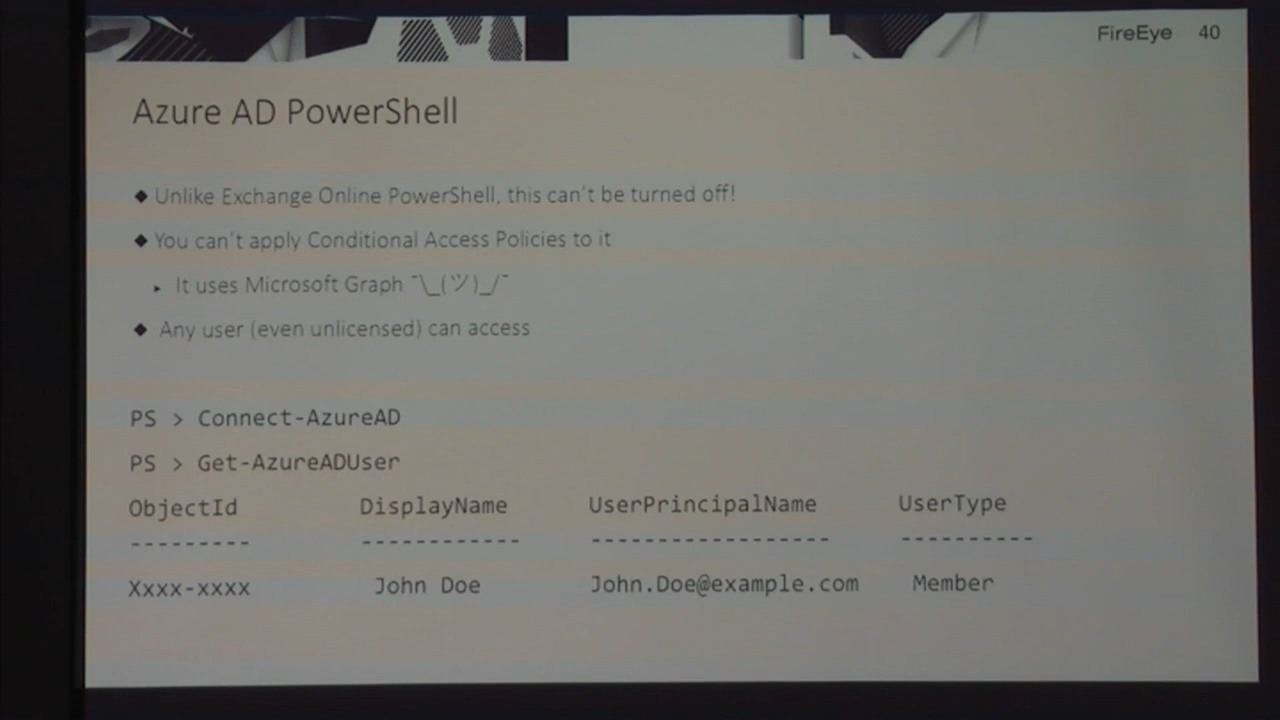 FireEye 40
Azure AD PowerShell
◆ Unlike Exchange Online PowerShell, this can't be turned off!
◆ You can't apply Conditional Access Policies to it
▸ It uses Microsoft Graph ¯\_(ツ)_/¯
◆ Any user (even unlicensed) can access
PS > Connect-AzureAD
PS > Get-AzureADUser
ObjectId DisplayName UserPrincipalName UserType
--------- ------------ ------------------ ----------
Xxxx-xxxx John Doe John.Doe@example.com Member